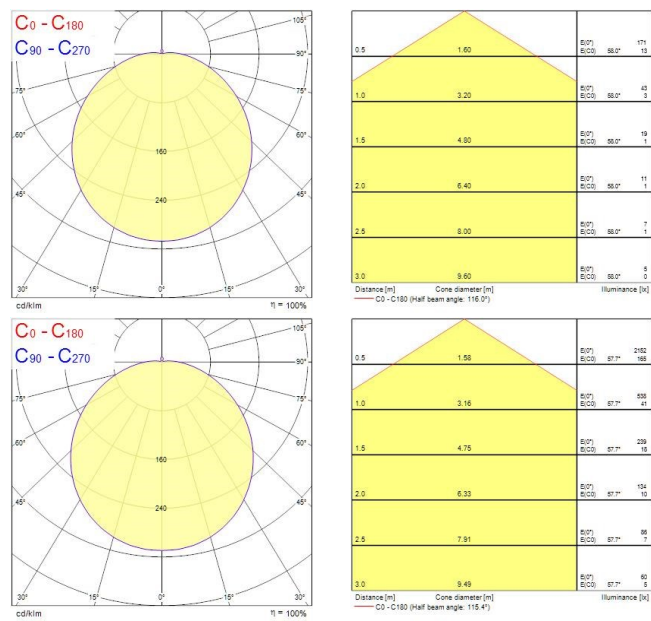 C0 - C180
C90 - C270
105°
90°
90°
75°
75°
60°
60°
45°
45°
160
240
30°
15°
0°
15°
30°
cd/klm
η = 100%
0.5
1.60
E(0°) 171
E(C0) 58.0° 13
1.0
3.20
E(0°) 43
E(C0) 58.0° 3
1.5
4.80
E(0°) 19
E(C0) 58.0° 1
2.0
6.40
E(0°) 11
E(C0) 58.0° 1
2.5
8.00
E(0°) 7
E(C0) 58.0° 1
3.0
9.60
E(0°) 5
E(C0) 58.0° 0
Distance [m] Cone diameter [m] Illuminance [lx]
C0 - C180 (Half beam angle: 116.0°)
C0 - C180
C90 - C270
105°
90°
90°
75°
75°
60°
60°
45°
45°
160
240
30°
15°
0°
15°
30°
cd/klm
η = 100%
0.5
1.58
E(0°) 2152
E(C0) 57.7° 165
1.0
3.16
E(0°) 538
E(C0) 57.7° 41
1.5
4.75
E(0°) 239
E(C0) 57.7° 18
2.0
6.33
E(0°) 134
E(C0) 57.7° 10
2.5
7.91
E(0°) 86
E(C0) 57.7° 7
3.0
9.49
E(0°) 60
E(C0) 57.7° 5
Distance [m] Cone diameter [m] Illuminance [lx]
C0 - C180 (Half beam angle: 115.4°)